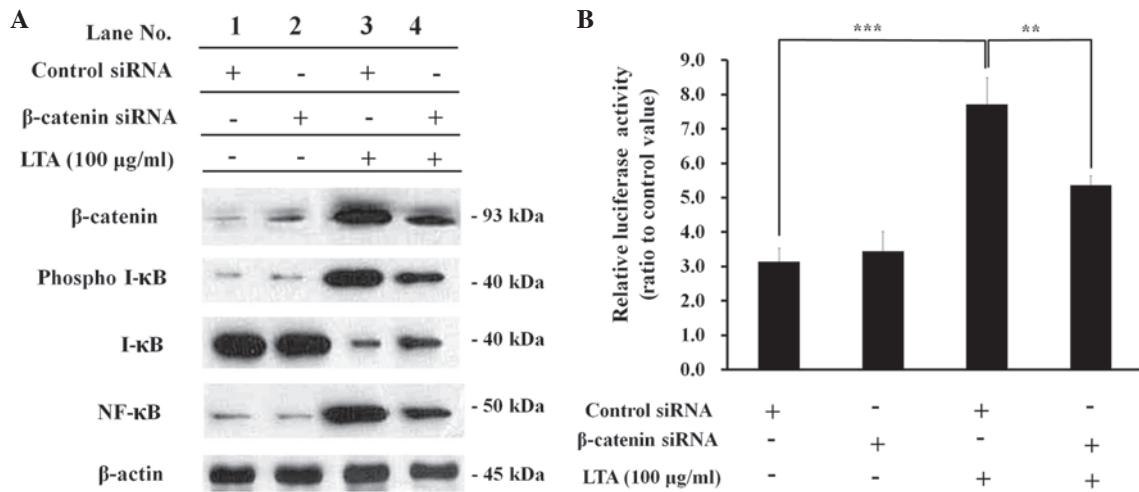 A
Lane No. 1 2 3 4
Control siRNA + - + -
β-catenin siRNA - + - +
LTA (100 μg/ml) - - + +
β-catenin - 93 kDa
Phospho I-κB - 40 kDa
I-κB - 40 kDa
NF-κB - 50 kDa
β-actin - 45 kDa
B
*** **
Relative luciferase activity
(ratio to control value)
9.0
8.0
7.0
6.0
5.0
4.0
3.0
2.0
1.0
0.0
Control siRNA + - + -
β-catenin siRNA - + - +
LTA (100 μg/ml) - - + +